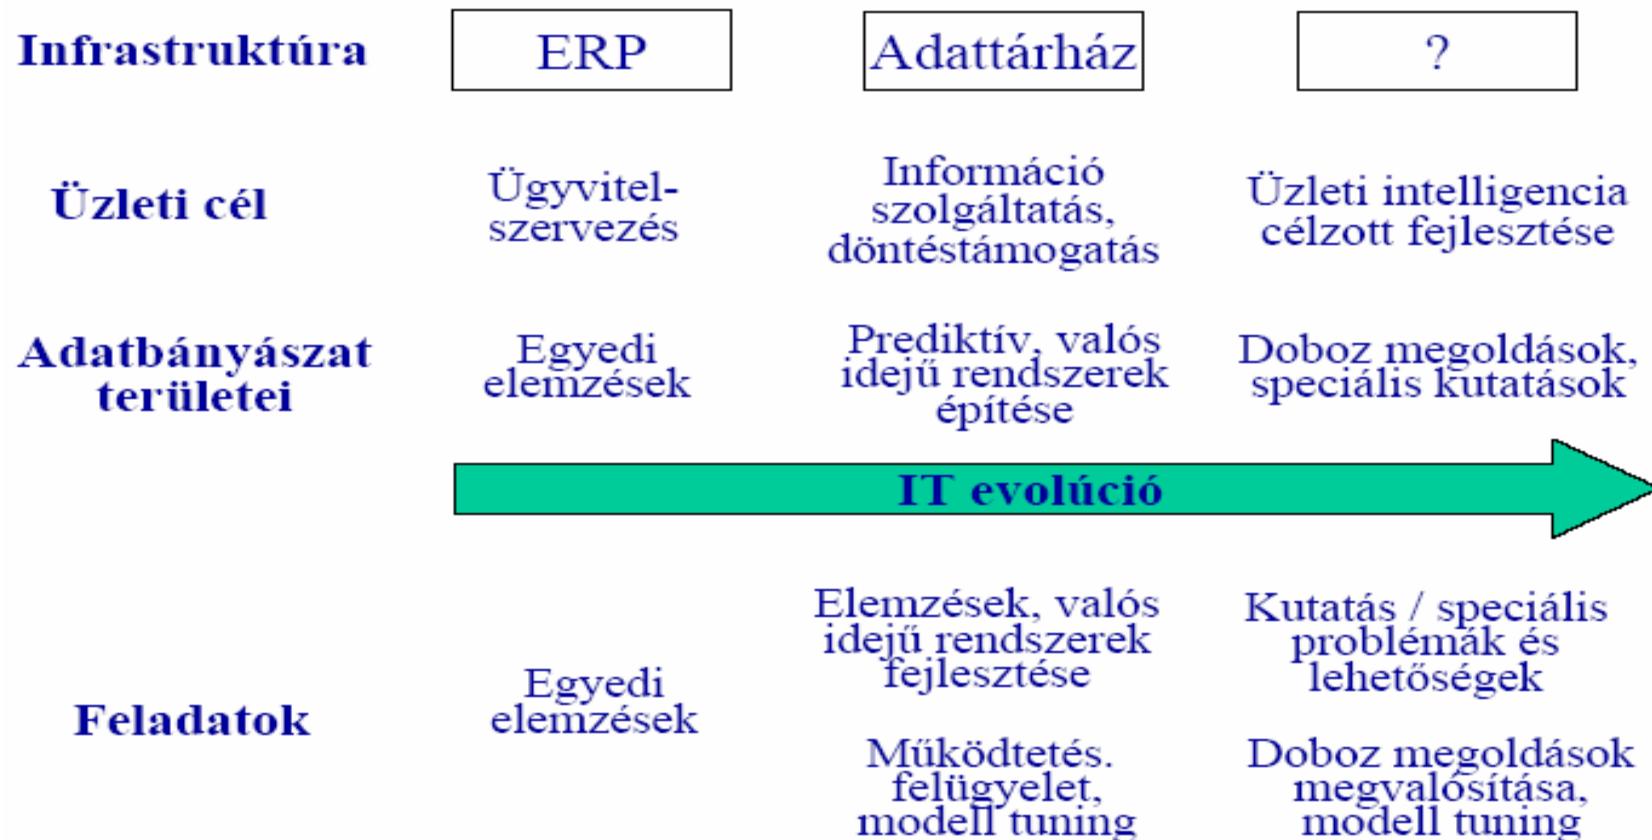 Infrastruktúra ERP Adattárház ?
Üzleti cél
Ügyvitel-
szervezés
Információ
szolgáltatás,
döntéstámogatás
Üzleti intelligencia
célzott fejlesztése
Adatbányászat
területei
Egyedi
elemzések
Prediktív, valós
idejű rendszerek
építése
Doboz megoldások,
speciális kutatások
IT evolúció
Feladatok
Egyedi
elemzések
Elemzések, valós
idejű rendszerek
fejlesztése
Működtetés.
felügyelet,
modell tuning
Kutatás / speciális
problémák és
lehetőségek
Doboz megoldások
megvalósítása,
modell tuning